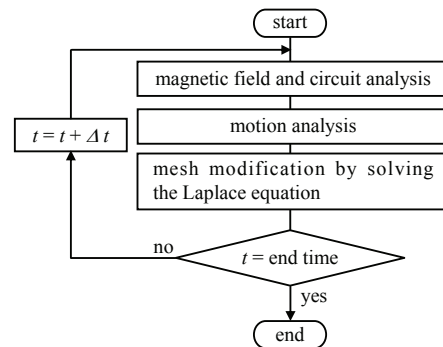 start
magnetic field and circuit analysis
motion analysis
t = t + Δ t
mesh modification by solving
the Laplace equation
no
t = end time
yes
end